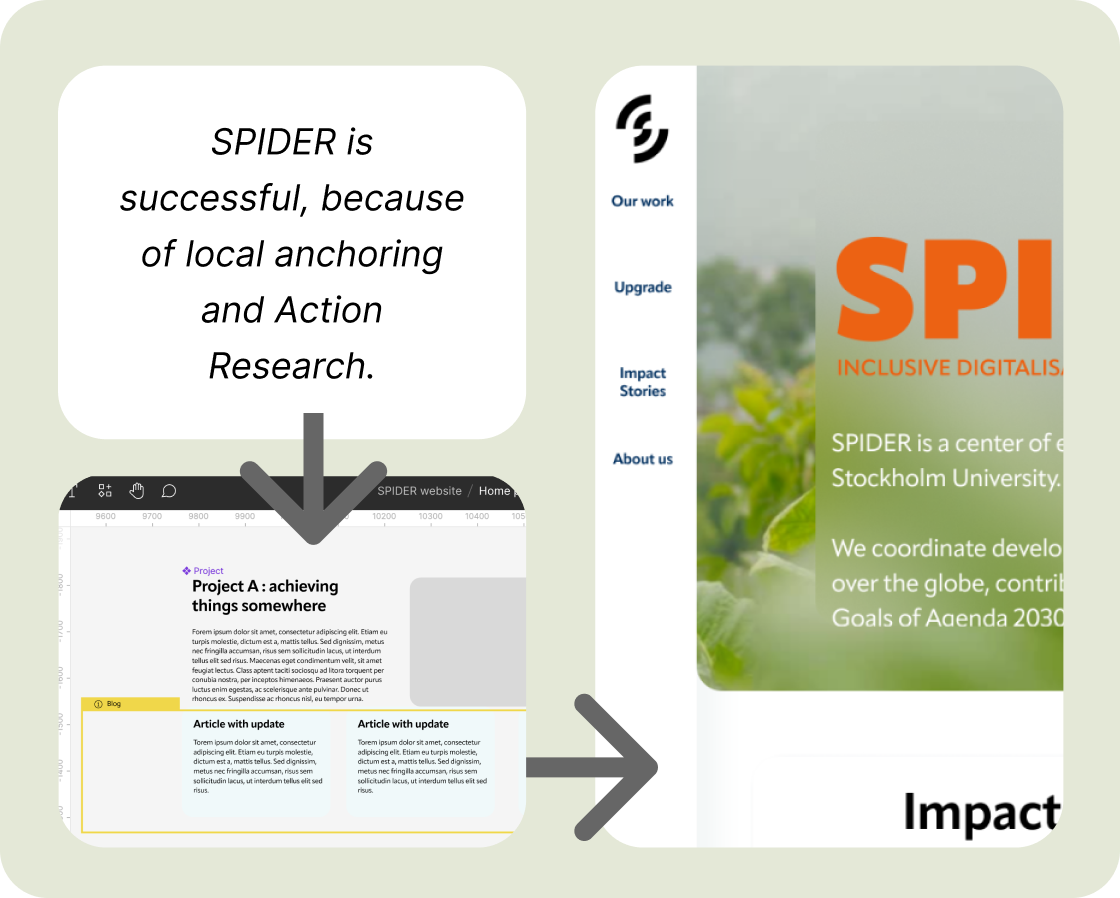 SPIDER is
successful, because
of local anchoring
and Action
Research.
SPIDER website / Home
9600 9700 9800 9900 10200 10300 10400
Project
Project A : achieving
things somewhere
Forem ipsum dolor sit amet, consectetur adipiscing elit. Etiam eu
turpis molestie, dictum est a, mattis tellus. Sed dignissim, metus
nec fringilla accumsan, risus sem sollicitudin lacus, ut interdum
tellus elit sed risus. Maecenas eget condimentum velit, sit amet
feugiat lectus. Class aptent taciti sociosqu ad litora torquent per
conubia nostra, per inceptos himenaeos. Praesent auctor purus
luctus enim egestas, ac scelerisque ante pulvinar. Donec ut
rhoncus ex. Suspendisse ac rhoncus nisl, eu tempor urna.
Blog
Article with update
Torem ipsum dolor sit amet, consectetur
adipiscing elit. Etiam eu turpis molestie,
dictum est a, mattis tellus. Sed dignissim,
metus nec fringilla accumsan, risus sem
sollicitudin lacus, ut interdum tellus elit sed
risus.
Article with update
Torem ipsum dolor sit amet, consectetur
adipiscing elit. Etiam eu turpis molestie,
dictum est a, mattis tellus. Sed dignissim,
metus nec fringilla accumsan, risus sem
sollicitudin lacus, ut interdum tellus elit sed
risus.
Our work
Upgrade
Impact
Stories
About us
SPI
INCLUSIVE DIGITALIS
SPIDER is a center of e
Stockholm University.
We coordinate develo
over the globe, contrib
Goals of Agenda 2030
Impact